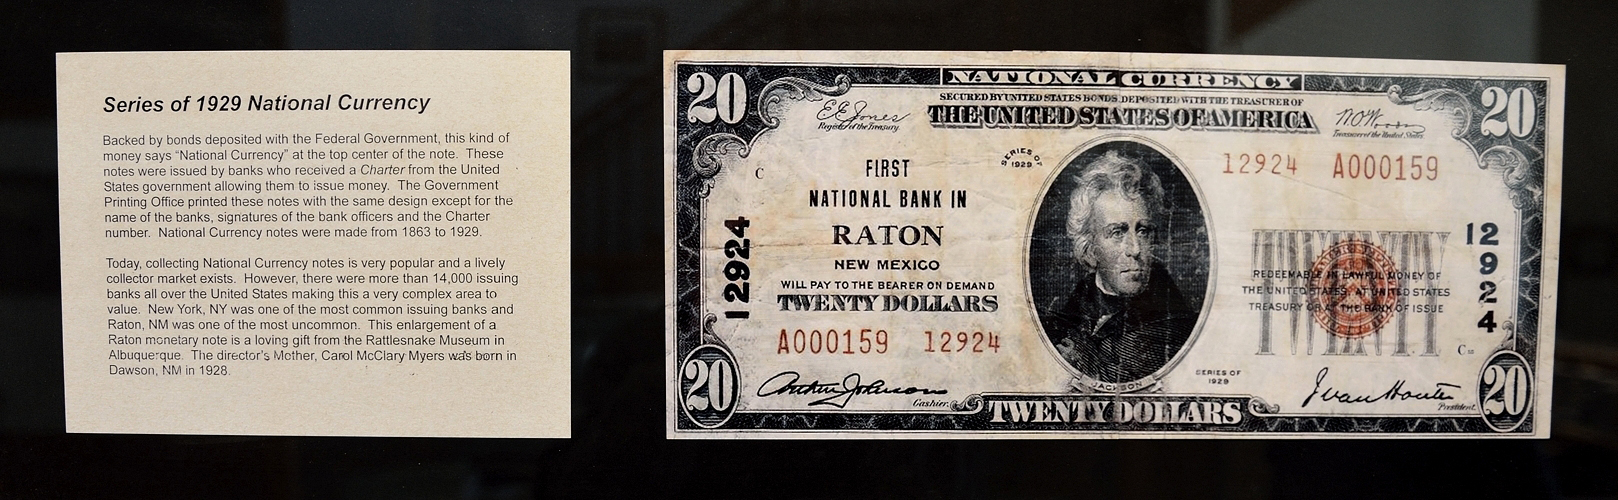 Series of 1929 National Currency
Backed by bonds deposited with the Federal Government, this kind of
money says “National Currency” at the top center of the note. These
notes were issued by banks who received a Charter from the United
States government allowing them to issue money. The Government
Printing Office printed these notes with the same design except for the
name of the banks, signatures of the bank officers and the Charter
number. National Currency notes were made from 1863 to 1929.
Today, collecting National Currency notes is very popular and a lively
collector market exists. However, there were more than 14,000 issuing
banks all over the United States making this a very complex area to
value. New York, NY was one of the most common issuing banks and
Raton, NM was one of the most uncommon. This enlargement of a
Raton monetary note is a loving gift from the Rattlesnake Museum in
Albuquerque. The director's Mother, Carol McClary Myers was born in
Dawson, NM in 1928.
20
NATIONAL CURRENCY
20
SECURED BY UNITED STATES BONDS DEPOSITED WITH THE TREASURER OF
THE UNITED STATES OF AMERICA
E.E. Jones
Register of the Treasury.
Treasurer of the United States.
SERIES OF
1929
C
FIRST
NATIONAL BANK IN
RATON
NEW MEXICO
WILL PAY TO THE BEARER ON DEMAND
TWENTY DOLLARS
A000159 12924
12924
12924 A000159
12924
TWENTY
REDEEMABLE IN LAWFUL MONEY OF
THE UNITED STATES AT UNITED STATES
TREASURY OR AT THE BANK OF ISSUE
C
SERIES OF
1929
JACKSON
20
Cashier.
TWENTY DOLLARS
President.
20